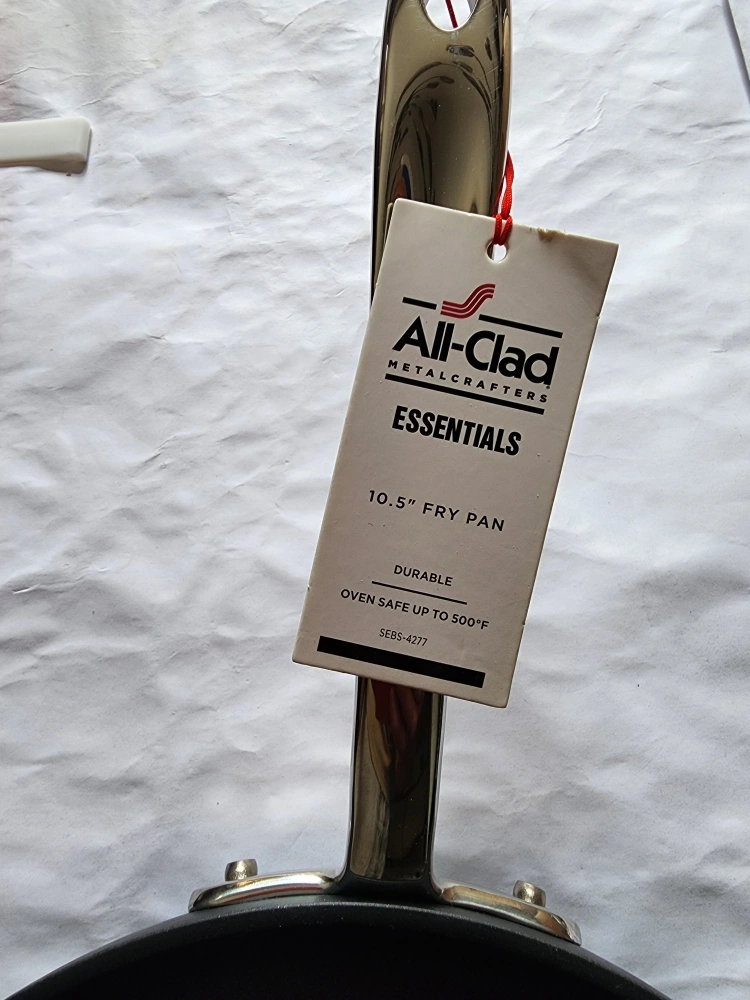 All-Clad
METALCRAFTERS
ESSENTIALS
10.5" FRY PAN
DURABLE
OVEN SAFE UP TO 500°F
SEBS-4277